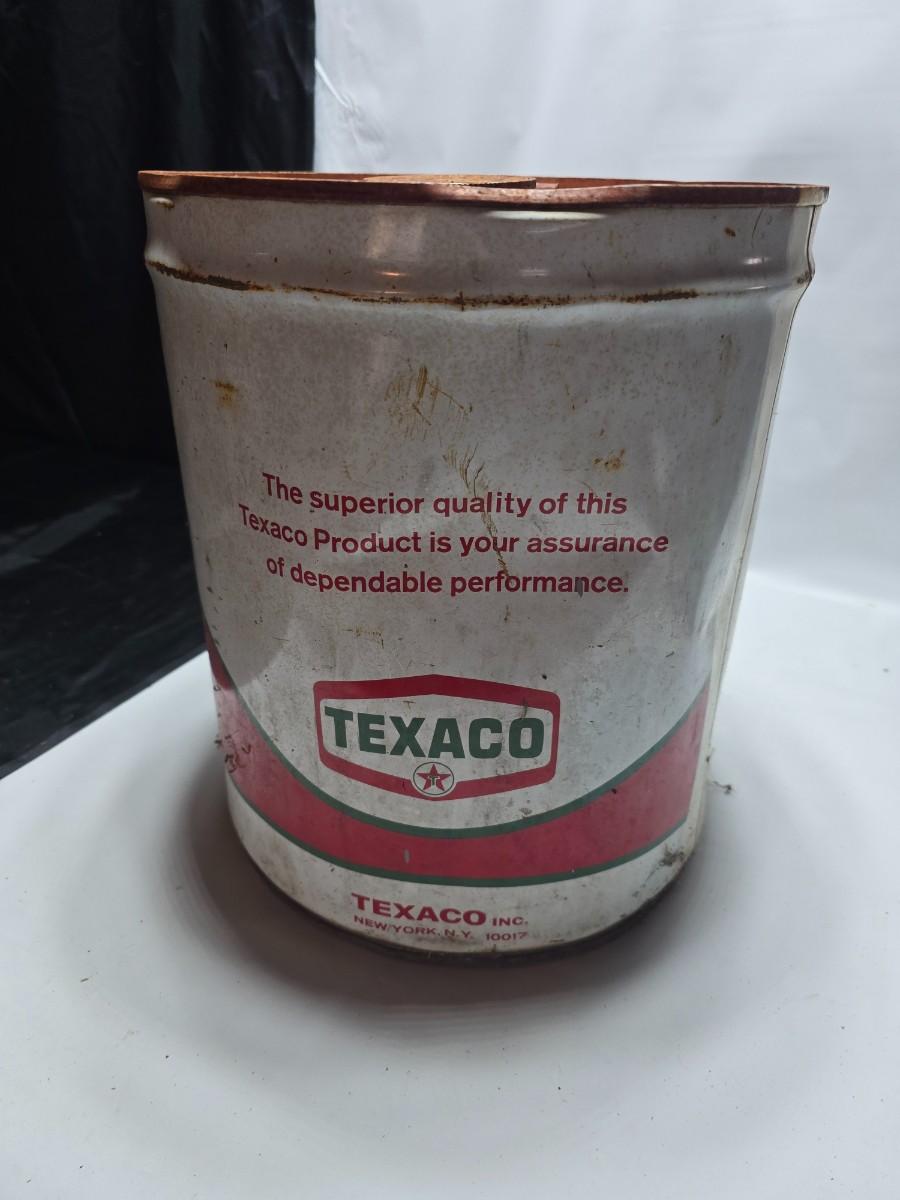 The superior quality of this
Texaco Product is your assurance
of dependable performance.
TEXACO
T
TEXACO INC.
NEW YORK, N.Y. 10017